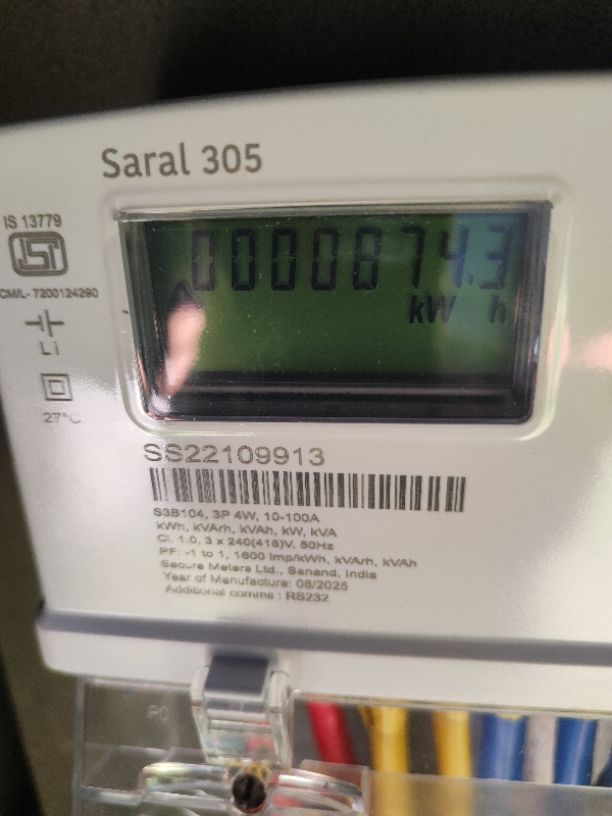 Saral 305
IS 13779
CM/L- 7200124290
0000874.3
kW h
Li
27°C
SS22109913
S3B104, 3P 4W, 10-100A
kWh, kVArh, kVAh, kW, kVA
Cl. 1.0, 3 x 240(415)V, 50Hz
PF: -1 to 1, 1600 imp/kWh, kVArh, kVAh
Secure Meters Ltd., Sanand, India
Year of Manufacture: 08/2025
Additional comms : RS232